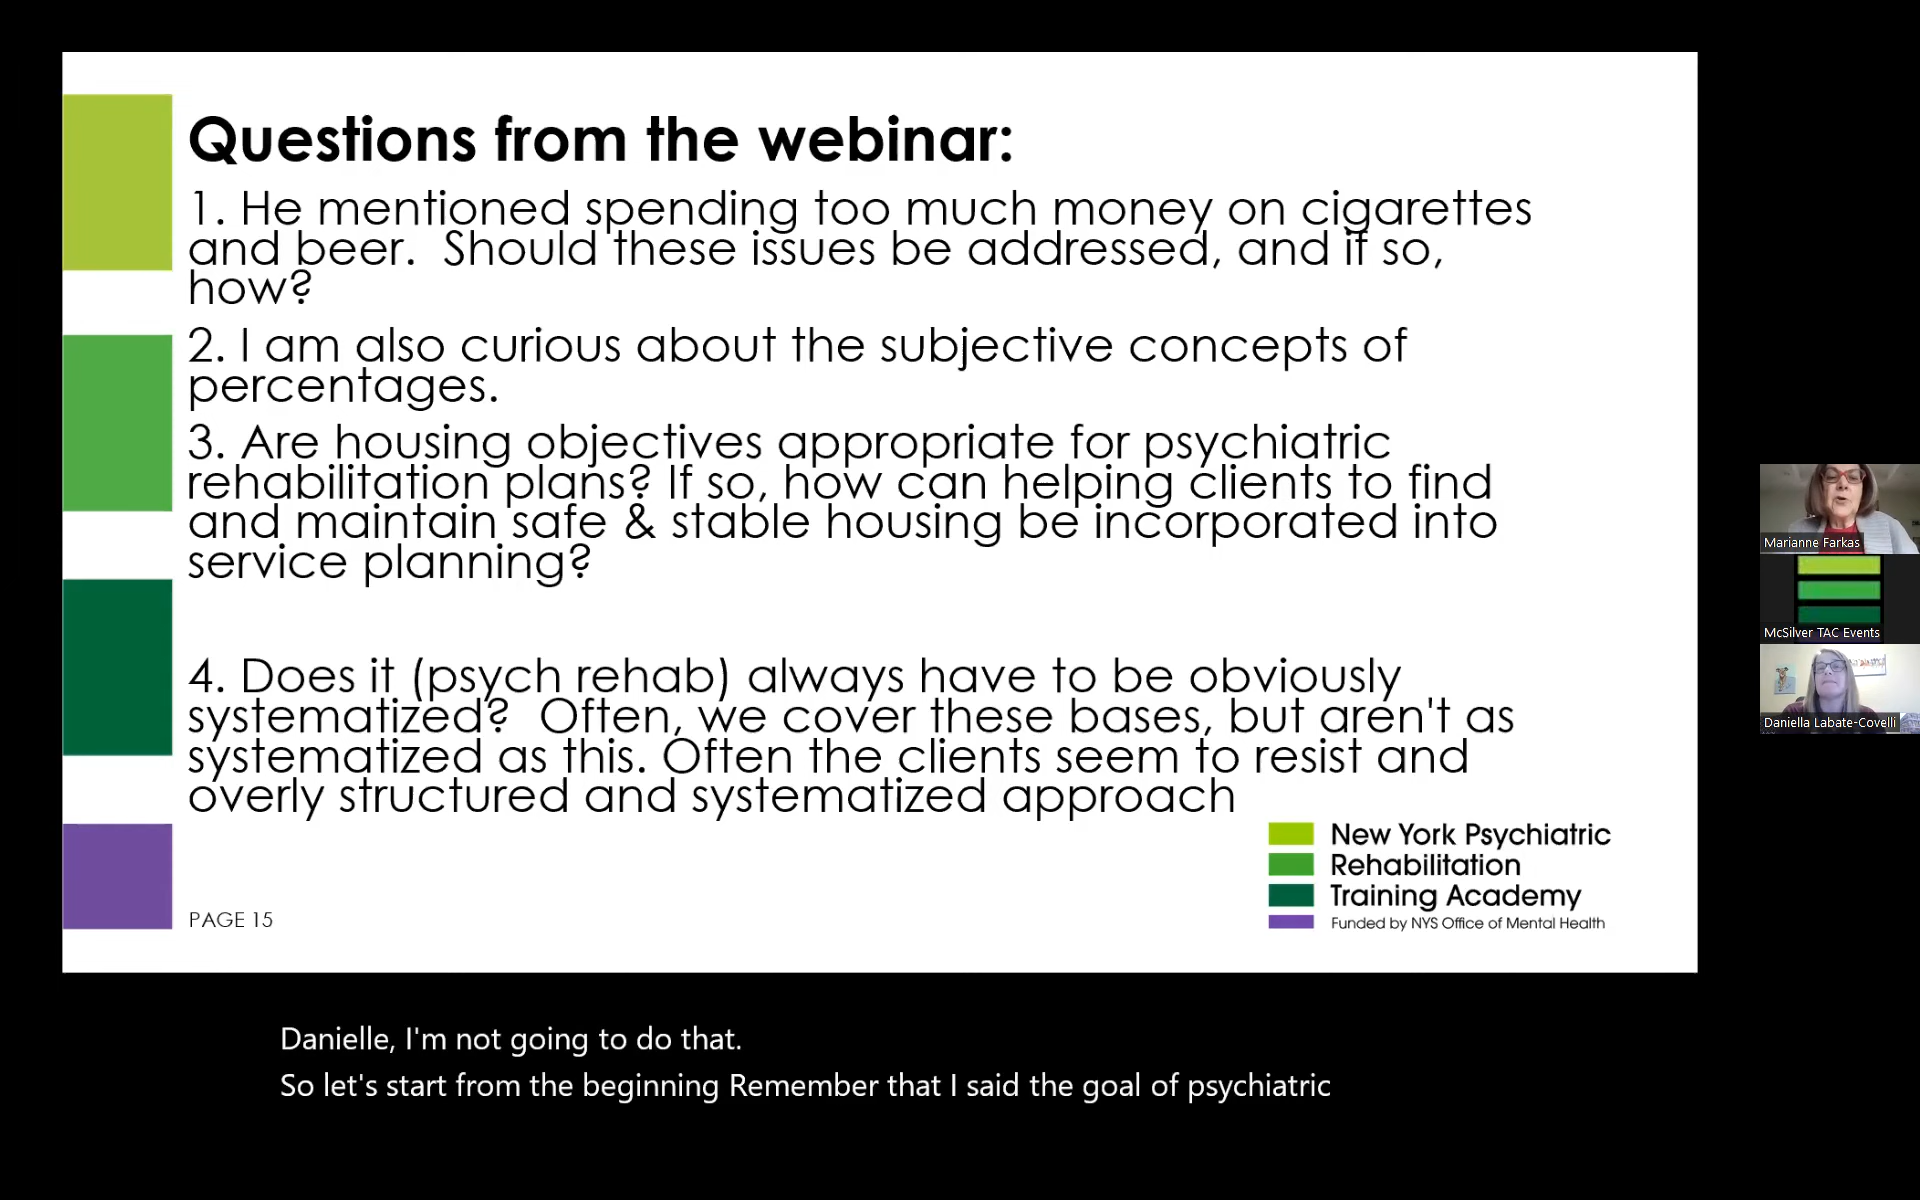 Questions from the webinar:
1. He mentioned spending too much money on cigarettes
and beer.  Should these issues be addressed, and if so,
how?
2. I am also curious about the subjective concepts of
percentages.
3. Are housing objectives appropriate for psychiatric
rehabilitation plans? If so, how can helping clients to find
and maintain safe & stable housing be incorporated into
service planning?
4. Does it (psych rehab) always have to be obviously
systematized?  Often, we cover these bases, but aren't as
systematized as this. Often the clients seem to resist and
overly structured and systematized approach
New York Psychiatric
Rehabilitation
Training Academy
Funded by NYS Office of Mental Health
PAGE 15
Marianne Farkas
McSilver TAC Events
Daniella Labate-Covelli
Danielle, I'm not going to do that.
So let's start from the beginning Remember that I said the goal of psychiatric